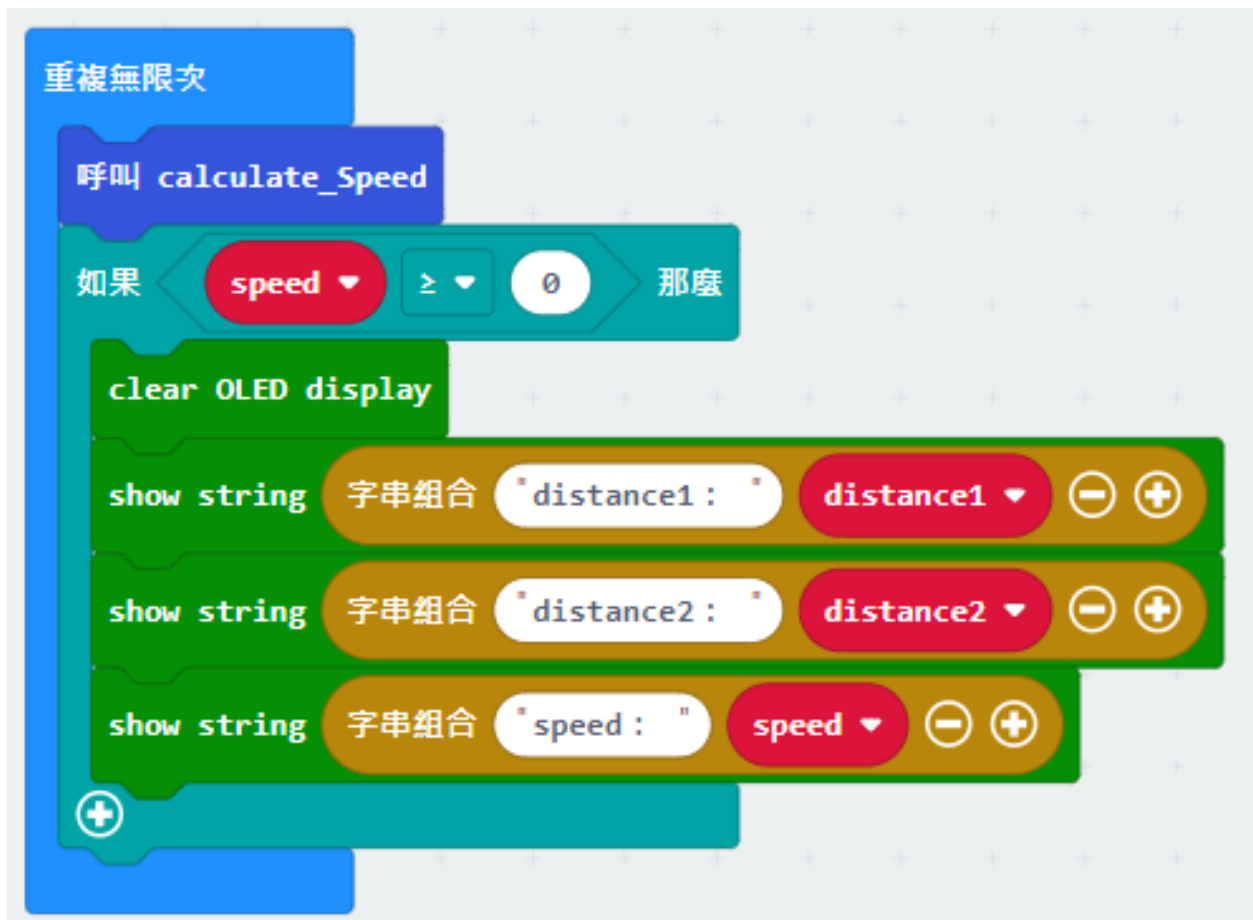 重複無限次
呼叫 calculate_Speed
如果 speed ≥ 0 那麼
clear OLED display
show string 字串組合 "distance1： " distance1
show string 字串組合 "distance2： " distance2
show string 字串組合 "speed： " speed